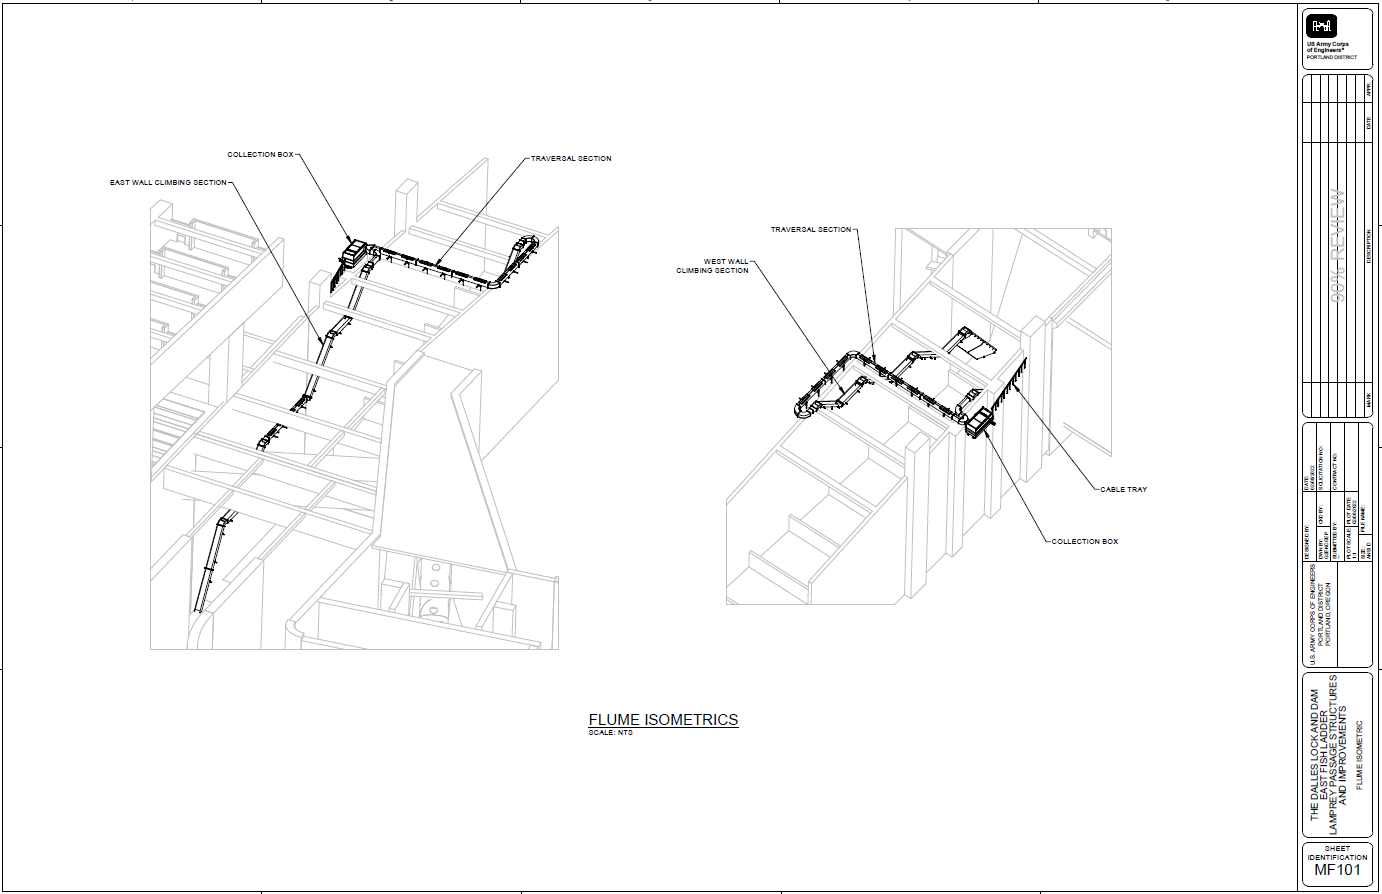 COLLECTION BOX
EAST WALL CLIMBING SECTION
TRAVERSAL SECTION
TRAVERSAL SECTION
WEST WALL
CLIMBING SECTION
CABLE TRAY
COLLECTION BOX
FLUME ISOMETRICS
SCALE: NTS
US Army Corps
of Engineers®
PORTLAND DISTRICT
APPR.
DATE
DESCRIPTION
MARK
90% REVIEW
DATE:
SOLICITATION NO.:
CONTRACT NO.:
DESIGNED BY:
DWN BY:
CKD BY:
SUBMITTED BY:
PLOT SCALE:
PLOT DATE:
1:1
SIZE:
FILE NAME:
ANSI D
U.S. ARMY CORPS OF ENGINEERS
PORTLAND DISTRICT
PORTLAND, OREGON
THE DALLES LOCK AND DAM
EAST FISH LADDER
LAMPREY PASSAGE STRUCTURES
AND IMPROVEMENTS
FLUME ISOMETRIC
SHEET
IDENTIFICATION
MF101